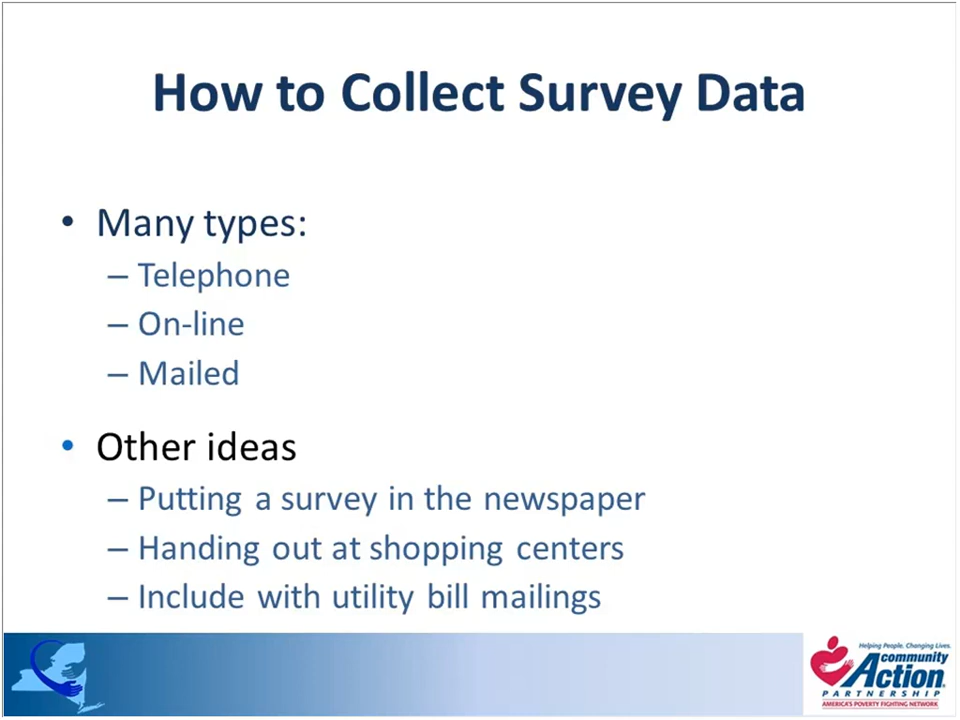 How to Collect Survey Data
• Many types:
– Telephone
– On-line
– Mailed
• Other ideas
– Putting a survey in the newspaper
– Handing out at shopping centers
– Include with utility bill mailings
Helping People. Changing Lives.
community
Action®
PARTNERSHIP
AMERICA'S POVERTY FIGHTING NETWORK